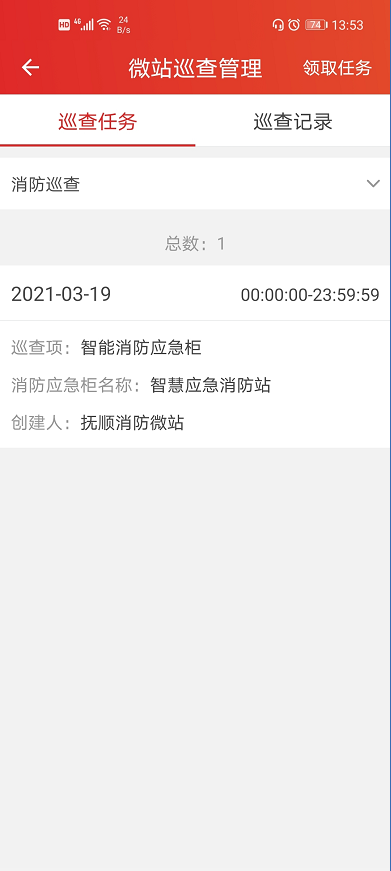 HD 4G 24 B/s 74 13:53
微站巡查管理 领取任务
巡查任务 巡查记录
消防巡查
总数：1
2021-03-19 00:00:00-23:59:59
巡查项：智能消防应急柜
消防应急柜名称：智慧应急消防站
创建人：抚顺消防微站